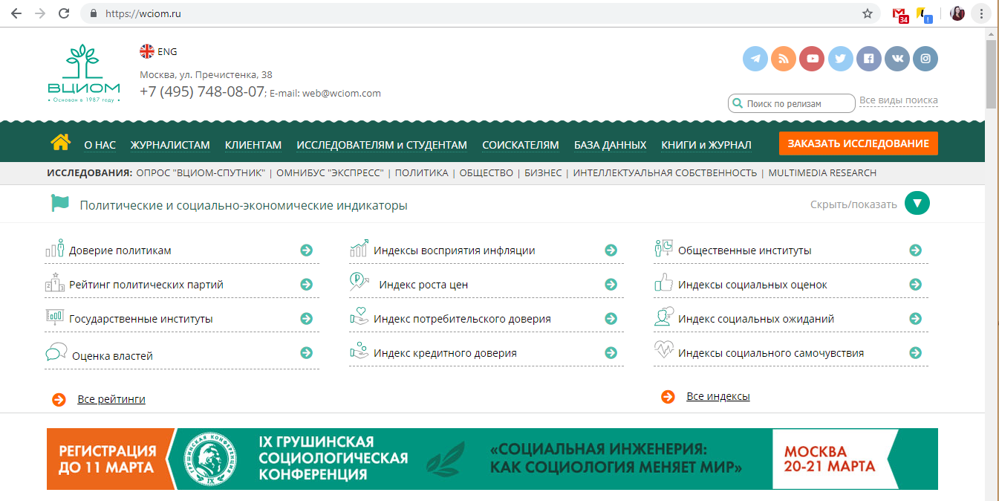 https://wciom.ru
34
ВЦИОМ
• Основан в 1987 году •
ENG
Москва, ул. Пречистенка, 38
+7 (495) 748-08-07; E-mail: web@wciom.com
Поиск по релизам
Все виды поиска
О НАС ЖУРНАЛИСТАМ КЛИЕНТАМ ИССЛЕДОВАТЕЛЯМ и СТУДЕНТАМ СОИСКАТЕЛЯМ БАЗА ДАННЫХ КНИГИ и ЖУРНАЛ ЗАКАЗАТЬ ИССЛЕДОВАНИЕ
ИССЛЕДОВАНИЯ: ОПРОС "ВЦИОМ-СПУТНИК" | ОМНИБУС "ЭКСПРЕСС" | ПОЛИТИКА | ОБЩЕСТВО | БИЗНЕС | ИНТЕЛЛЕКТУАЛЬНАЯ СОБСТВЕННОСТЬ | MULTIMEDIA RESEARCH
Политические и социально-экономические индикаторы
Скрыть/показать ▼
Доверие политикам
Рейтинг политических партий
Государственные институты
Оценка властей
Все рейтинги
Индексы восприятия инфляции
Индекс роста цен
Индекс потребительского доверия
Индекс кредитного доверия
Общественные институты
Индексы социальных оценок
Индекс социальных ожиданий
Индексы социального самочувствия
Все индексы
РЕГИСТРАЦИЯ
ДО 11 МАРТА
ГРУШИНСКАЯ КОНФЕРЕНЦИЯ
IX
IX ГРУШИНСКАЯ
СОЦИОЛОГИЧЕСКАЯ
КОНФЕРЕНЦИЯ
«СОЦИАЛЬНАЯ ИНЖЕНЕРИЯ:
КАК СОЦИОЛОГИЯ МЕНЯЕТ МИР»
МОСКВА
20-21 МАРТА